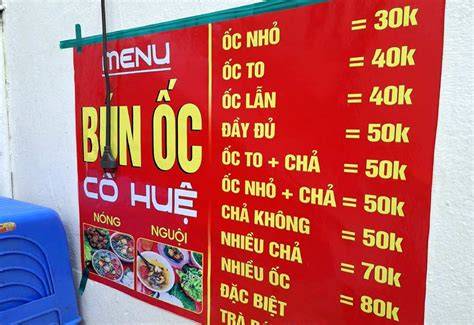 MENU
BÚN ỐC
CÔ HUỆ
NÓNG NGUỘI
ỐC NHỎ = 30k
ỐC TO = 40k
ỐC LẪN = 40k
ĐẦY ĐỦ = 50k
ỐC TO + CHẢ = 50k
ỐC NHỎ + CHẢ = 50k
CHẢ KHÔNG = 50k
NHIỀU CHẢ = 70k
NHIỀU ỐC = 80k
ĐẶC BIỆT
TRÀ